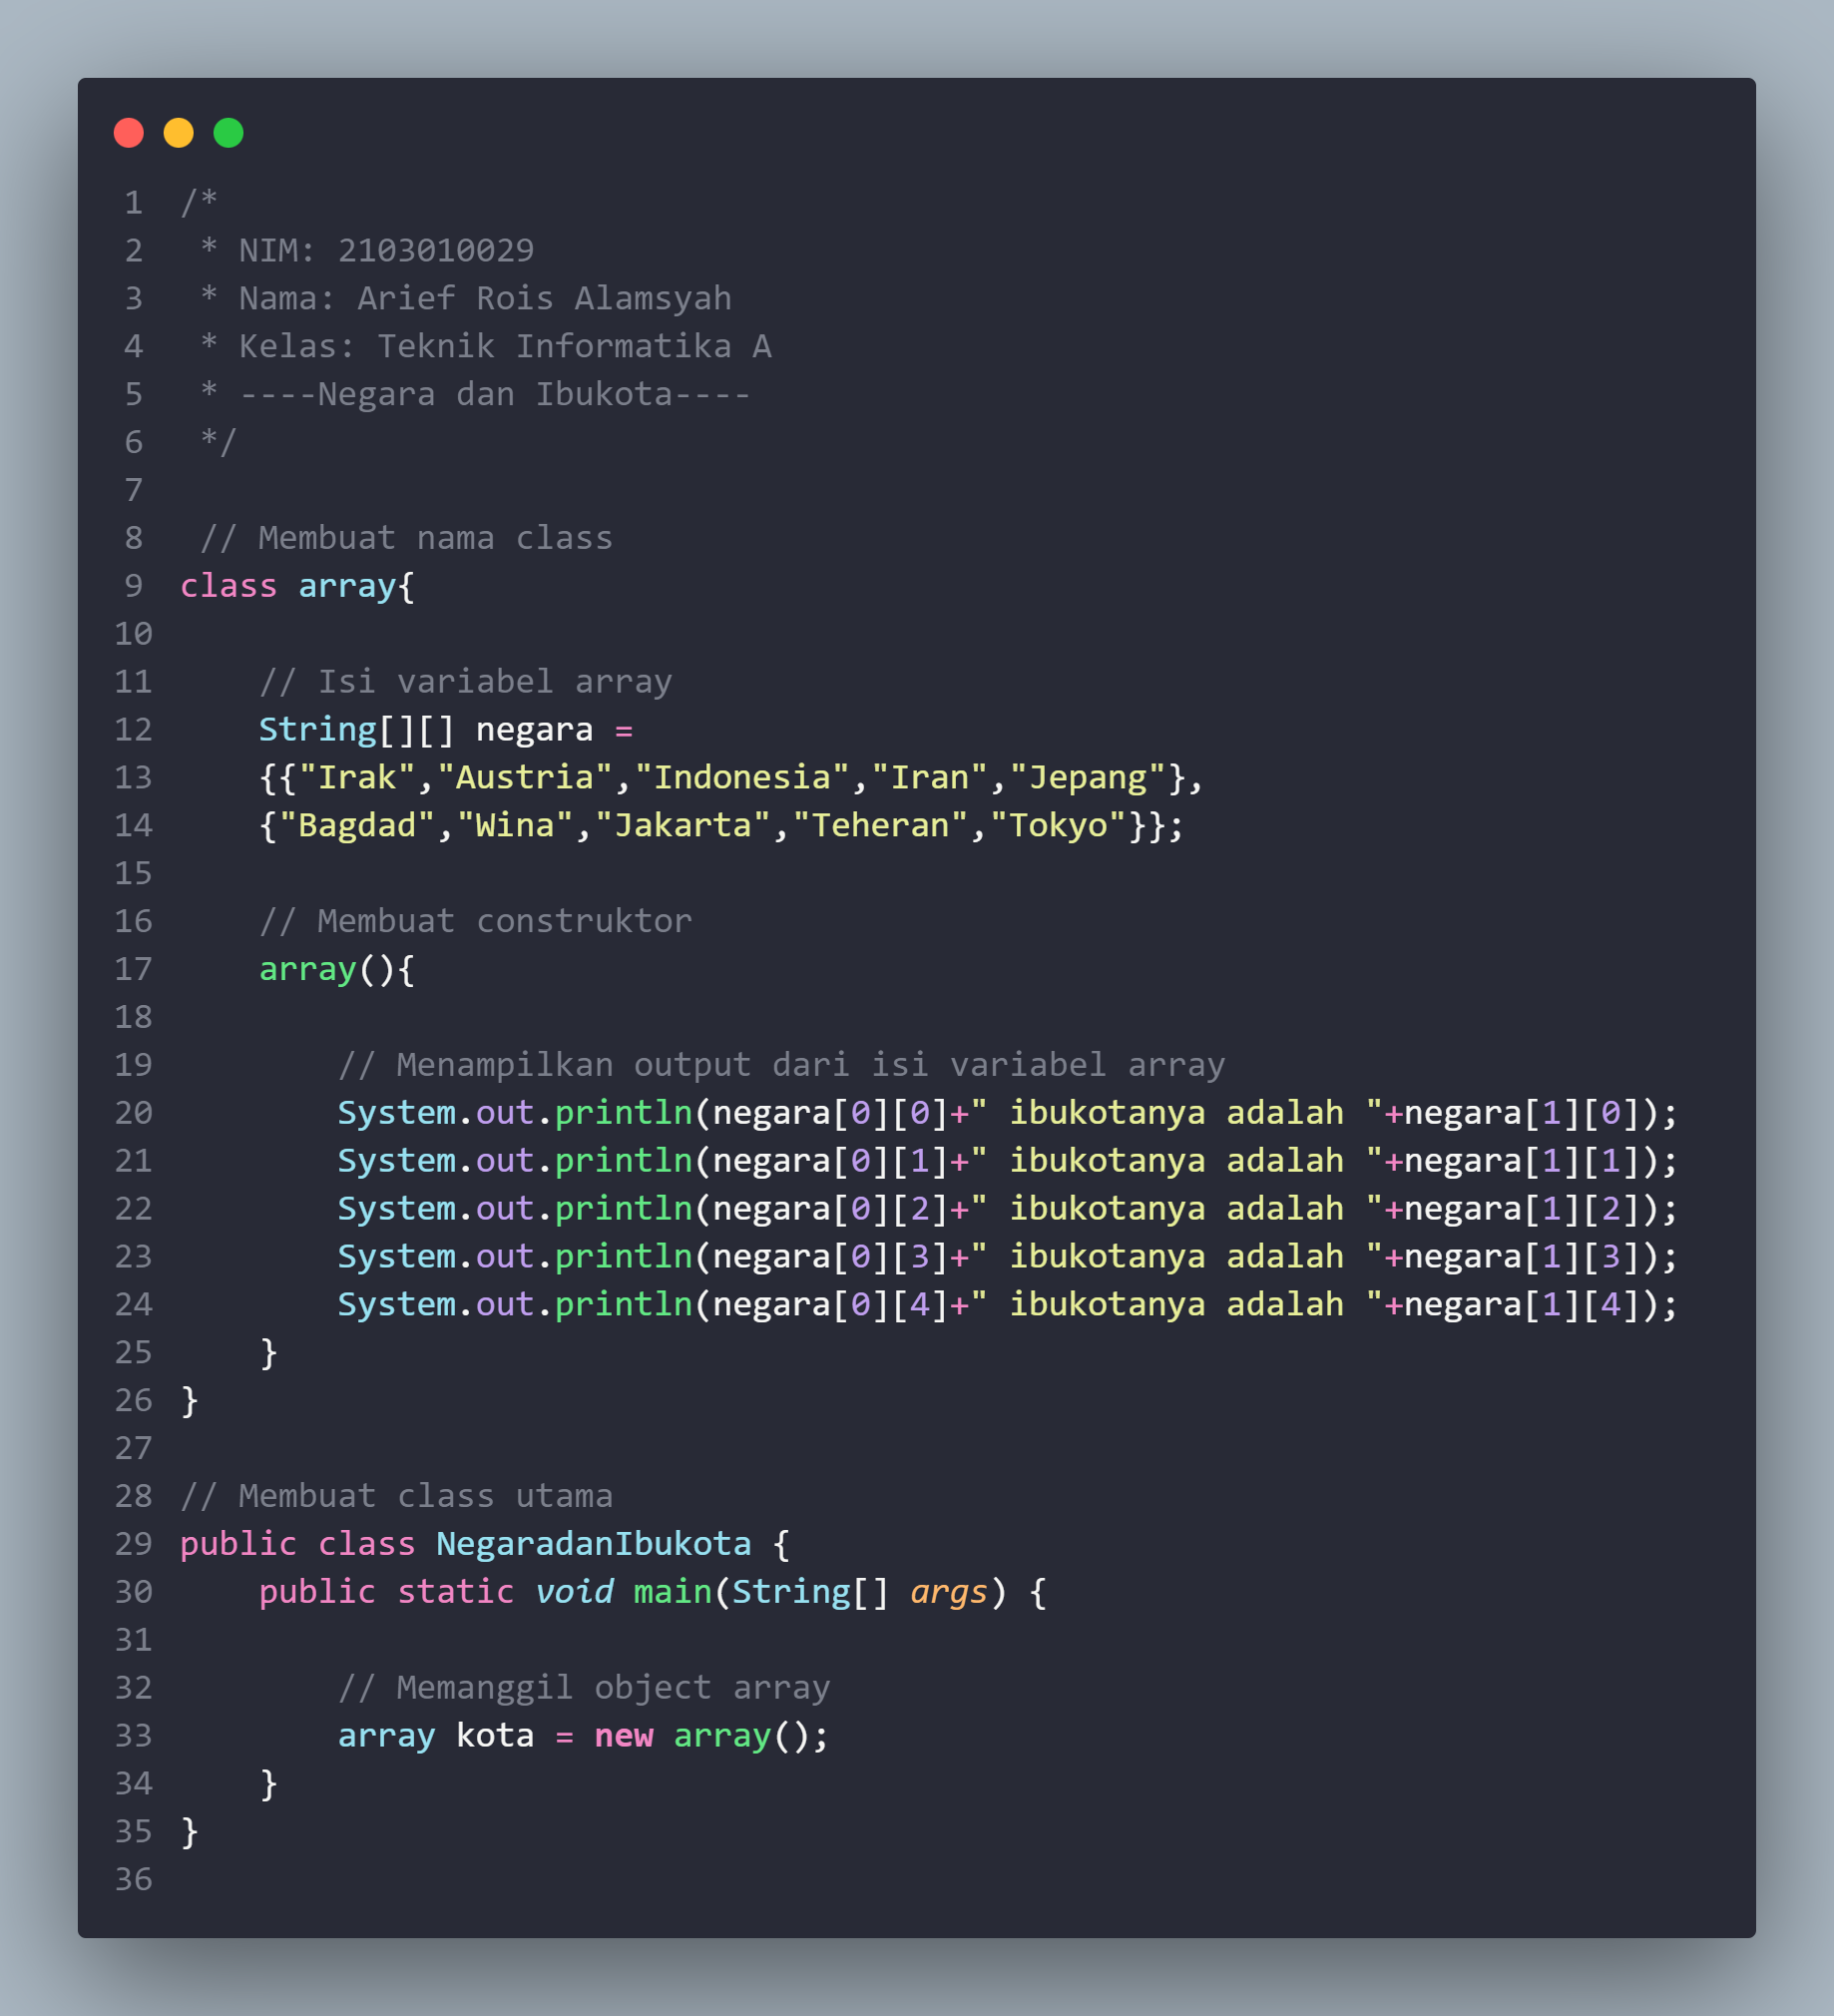 1 /*
2  * NIM: 2103010029
3  * Nama: Arief Rois Alamsyah
4  * Kelas: Teknik Informatika A
5  * ----Negara dan Ibukota----
6  */
7
8  // Membuat nama class
9 class array{
10
11     // Isi variabel array
12     String[][] negara =
13     {{"Irak","Austria","Indonesia","Iran","Jepang"},
14     {"Bagdad","Wina","Jakarta","Teheran","Tokyo"}};
15
16     // Membuat construktor
17     array(){
18
19         // Menampilkan output dari isi variabel array
20         System.out.println(negara[0][0]+" ibukotanya adalah "+negara[1][0]);
21         System.out.println(negara[0][1]+" ibukotanya adalah "+negara[1][1]);
22         System.out.println(negara[0][2]+" ibukotanya adalah "+negara[1][2]);
23         System.out.println(negara[0][3]+" ibukotanya adalah "+negara[1][3]);
24         System.out.println(negara[0][4]+" ibukotanya adalah "+negara[1][4]);
25     }
26 }
27
28 // Membuat class utama
29 public class NegaradanIbukota {
30     public static void main(String[] args) {
31
32         // Memanggil object array
33         array kota = new array();
34     }
35 }
36